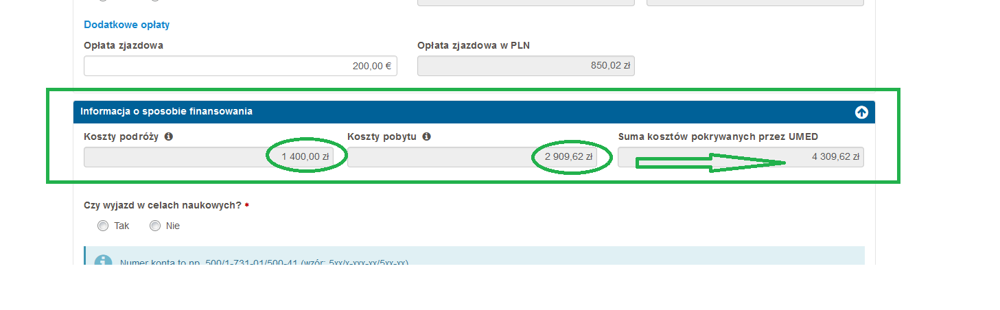 Dodatkowe opłaty
Opłata zjazdowa Opłata zjazdowa w PLN
200,00 € 850,02 zł
Informacja o sposobie finansowania
Koszty podróży Koszty pobytu Suma kosztów pokrywanych przez UMED
1 400,00 zł 2 909,62 zł 4 309,62 zł
Czy wyjazd w celach naukowych? *
Tak Nie
Numer konta to np. 500/1-731-01/500-41 (wzór: 5xx/x-xxx-xx/5xx-xx)